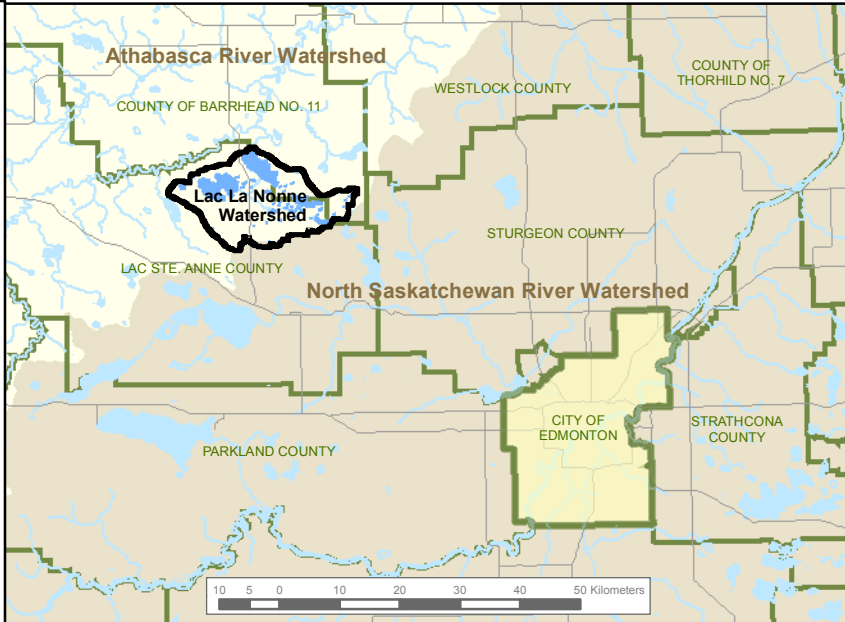 Athabasca River Watershed
COUNTY OF BARRHEAD NO. 11
WESTLOCK COUNTY
COUNTY OF
THORHILD NO. 7
Lac La Nonne
Watershed
STURGEON COUNTY
LAC STE. ANNE COUNTY
North Saskatchewan River Watershed
CITY OF
EDMONTON
STRATHCONA
COUNTY
PARKLAND COUNTY
10 5 0 10 20 30 40 50 Kilometers